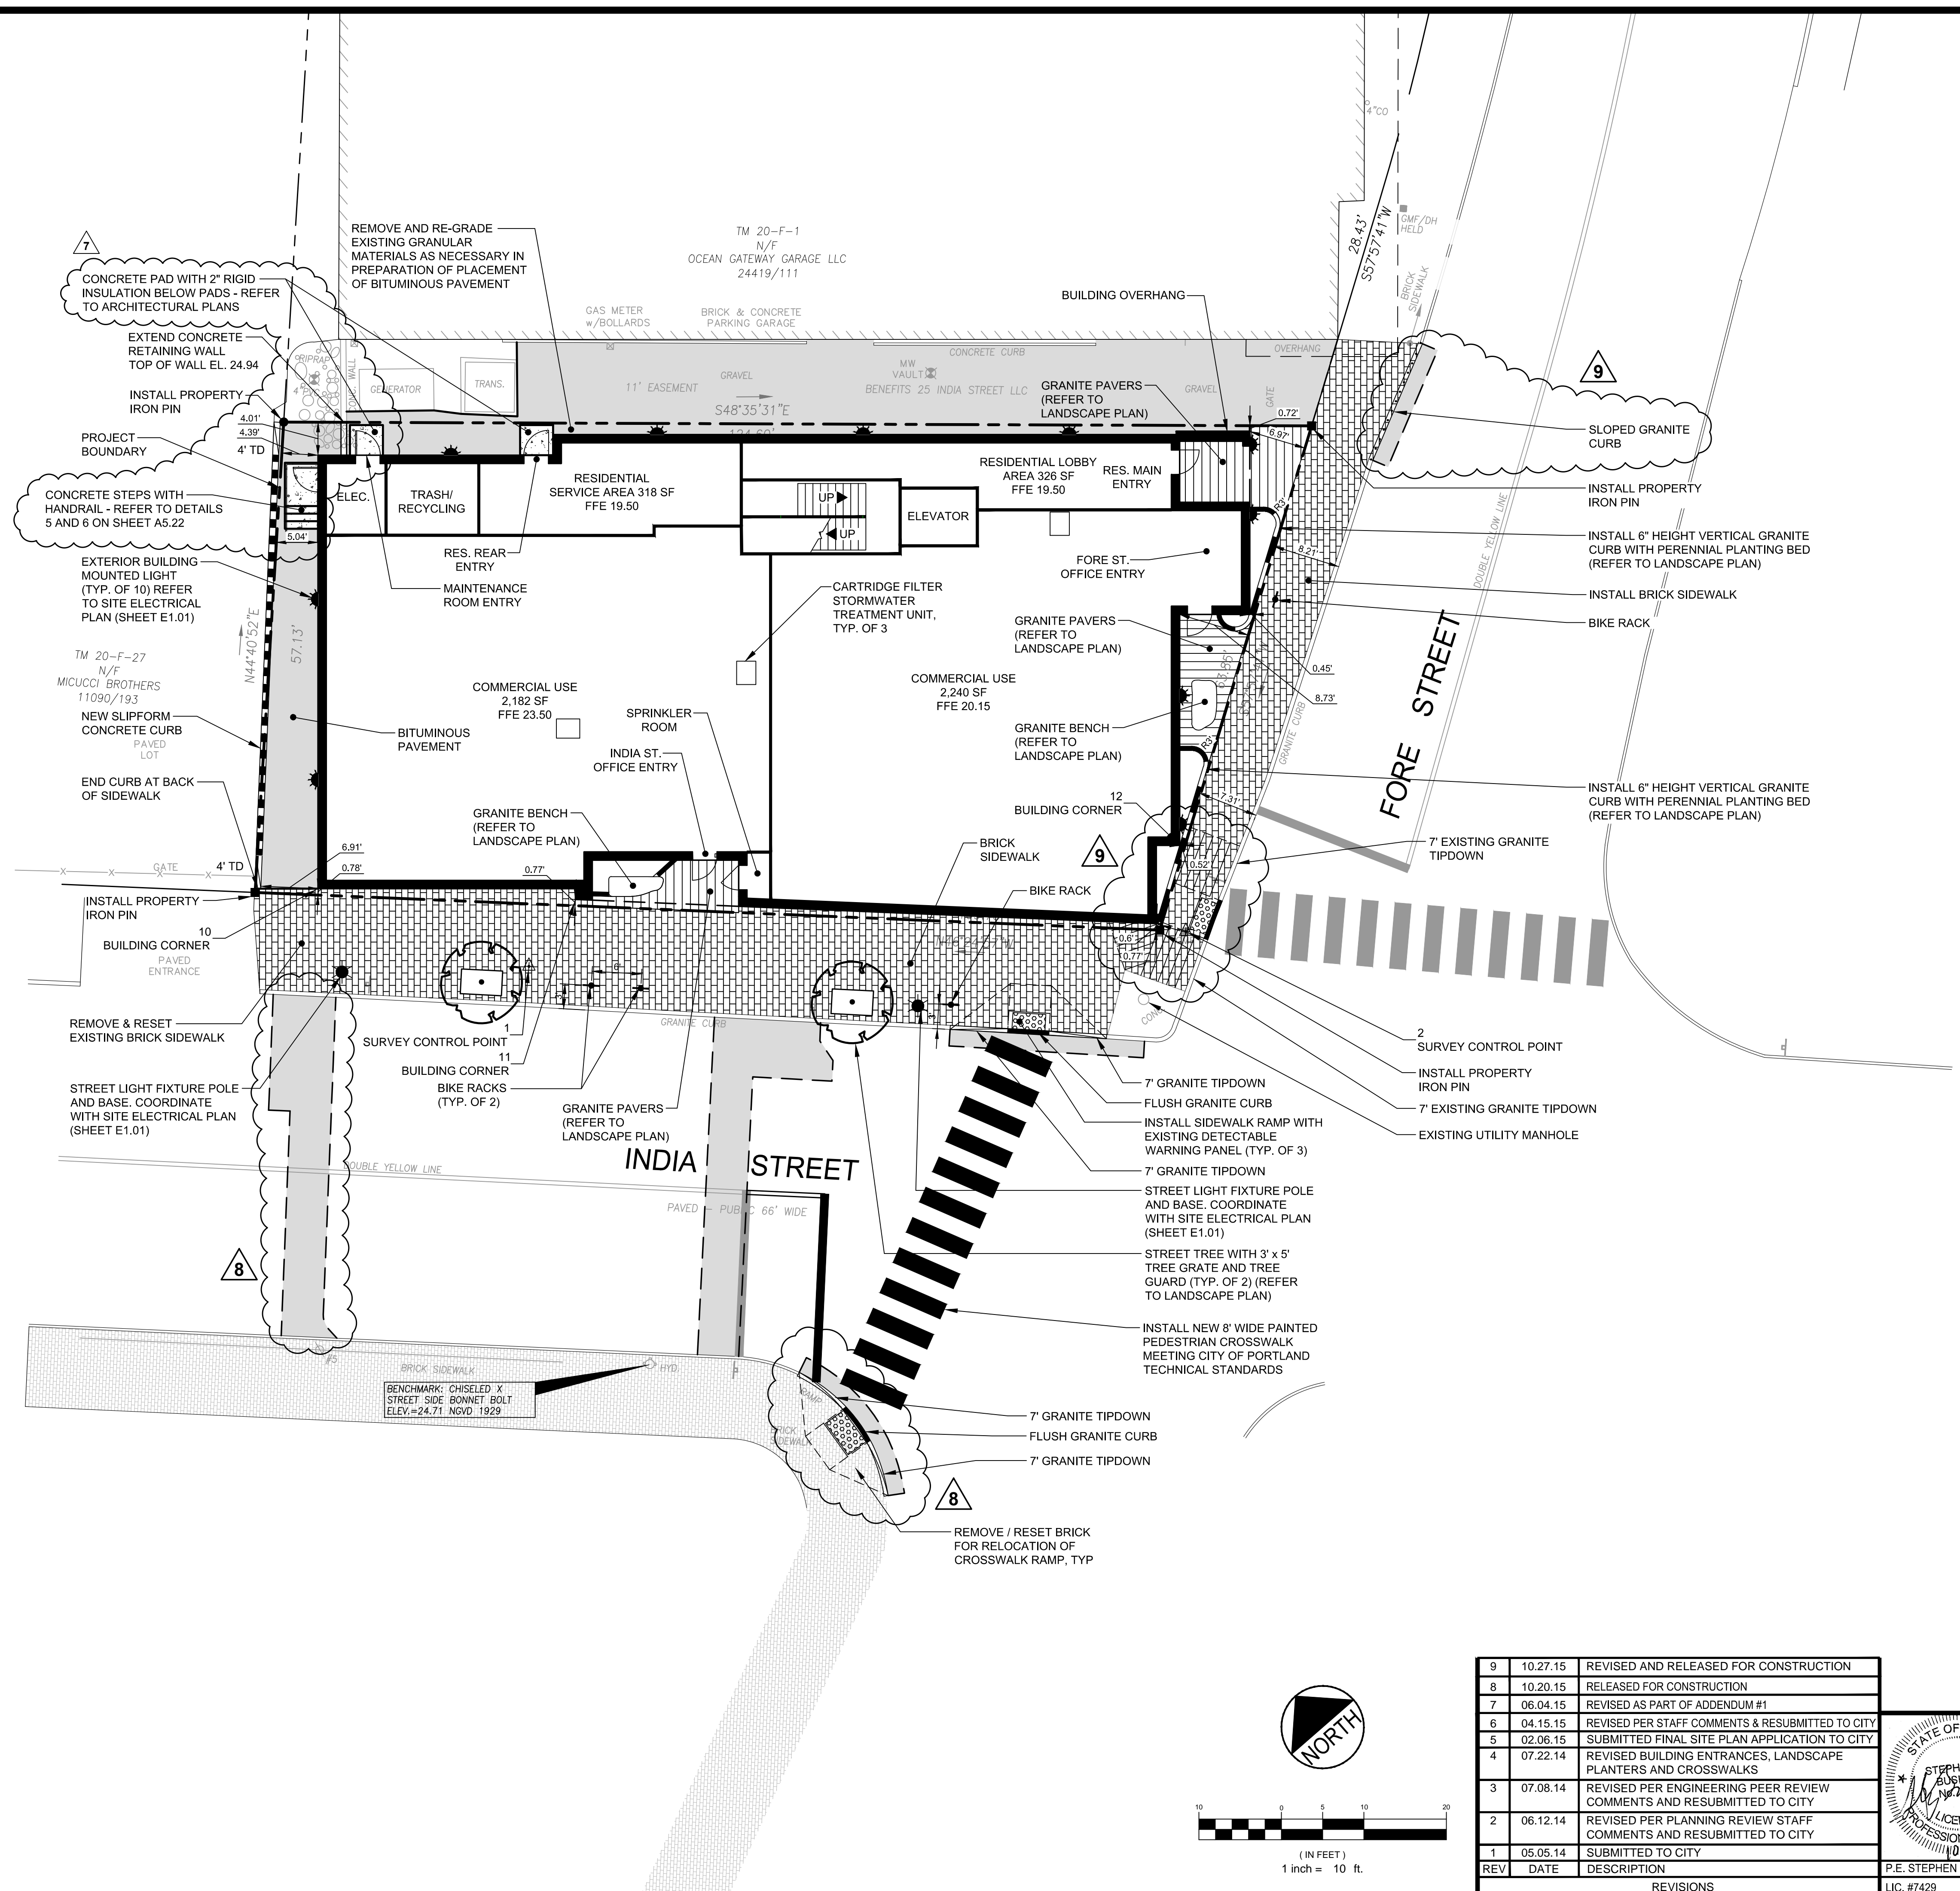 4"CO
GMF/DH
HELD
28.43'
S57°57'41"W
BRICK
SIDEWALK
7
CONCRETE PAD WITH 2" RIGID
INSULATION BELOW PADS - REFER
TO ARCHITECTURAL PLANS
REMOVE AND RE-GRADE
EXISTING GRANULAR
MATERIALS AS NECESSARY IN
PREPARATION OF PLACEMENT
OF BITUMINOUS PAVEMENT
TM 20-F-1
N/F
OCEAN GATEWAY GARAGE LLC
24419/111
GAS METER
w/BOLLARDS
BRICK & CONCRETE
PARKING GARAGE
BUILDING OVERHANG
EXTEND CONCRETE
RETAINING WALL
TOP OF WALL EL. 24.94
RIPRAP
CONC. WALL
GENERATOR
TRANS.
11' EASEMENT
GRAVEL
MW
VAULT
BENEFITS 25 INDIA STREET LLC
CONCRETE CURB
OVERHANG
GRAVEL
GATE
S48°35'31"E
124.69'
GRANITE PAVERS
(REFER TO
LANDSCAPE PLAN)
0.72'
6.97'
9
SLOPED GRANITE
CURB
INSTALL PROPERTY
IRON PIN
INSTALL PROPERTY
IRON PIN
4.01'
4.39'
4' TD
PROJECT
BOUNDARY
CONCRETE STEPS WITH
HANDRAIL - REFER TO DETAILS
5 AND 6 ON SHEET A5.22
5.04'
ELEC.
TRASH/
RECYCLING
RESIDENTIAL
SERVICE AREA 318 SF
FFE 19.50
UP
UP
ELEVATOR
RESIDENTIAL LOBBY
AREA 326 SF
FFE 19.50
RES. MAIN
ENTRY
R3'
8.21'
DOUBLE YELLOW LINE
INSTALL 6" HEIGHT VERTICAL GRANITE
CURB WITH PERENNIAL PLANTING BED
(REFER TO LANDSCAPE PLAN)
INSTALL BRICK SIDEWALK
BIKE RACK
EXTERIOR BUILDING
MOUNTED LIGHT
(TYP. OF 10) REFER
TO SITE ELECTRICAL
PLAN (SHEET E1.01)
RES. REAR
ENTRY
MAINTENANCE
ROOM ENTRY
FORE ST.
OFFICE ENTRY
CARTRIDGE FILTER
STORMWATER
TREATMENT UNIT,
TYP. OF 3
GRANITE PAVERS
(REFER TO
LANDSCAPE PLAN)
N44°40'52"E
57.13'
TM 20-F-27
N/F
MICUCCI BROTHERS
11090/193
0.45'
8.73'
63.85'
FORE STREET
COMMERCIAL USE
2,182 SF
FFE 23.50
COMMERCIAL USE
2,240 SF
FFE 20.15
NEW SLIPFORM
CONCRETE CURB
PAVED
LOT
BITUMINOUS
PAVEMENT
SPRINKLER
ROOM
INDIA ST.
OFFICE ENTRY
GRANITE BENCH
(REFER TO
LANDSCAPE PLAN)
R3'
GRANITE CURB
END CURB AT BACK
OF SIDEWALK
GRANITE BENCH
(REFER TO
LANDSCAPE PLAN)
12
BUILDING CORNER
7.31'
INSTALL 6" HEIGHT VERTICAL GRANITE
CURB WITH PERENNIAL PLANTING BED
(REFER TO LANDSCAPE PLAN)
7' EXISTING GRANITE
TIPDOWN
BRICK
SIDEWALK
9
0.52'
GATE
4' TD
6.91'
0.78'
0.77'
BIKE RACK
INSTALL PROPERTY
IRON PIN
10
BUILDING CORNER
PAVED
ENTRANCE
N46°24'27"W
0.6'
0.77'
6'
3'
3'
GRANITE CURB
REMOVE & RESET
EXISTING BRICK SIDEWALK
1
SURVEY CONTROL POINT
11
BUILDING CORNER
BIKE RACKS
(TYP. OF 2)
GRANITE PAVERS
(REFER TO
LANDSCAPE PLAN)
STREET LIGHT FIXTURE POLE
AND BASE. COORDINATE
WITH SITE ELECTRICAL PLAN
(SHEET E1.01)
2
SURVEY CONTROL POINT
INSTALL PROPERTY
IRON PIN
7' EXISTING GRANITE TIPDOWN
EXISTING UTILITY MANHOLE
7' GRANITE TIPDOWN
FLUSH GRANITE CURB
INSTALL SIDEWALK RAMP WITH
EXISTING DETECTABLE
WARNING PANEL (TYP. OF 3)
7' GRANITE TIPDOWN
STREET LIGHT FIXTURE POLE
AND BASE. COORDINATE
WITH SITE ELECTRICAL PLAN
(SHEET E1.01)
STREET TREE WITH 3' x 5'
TREE GRATE AND TREE
GUARD (TYP. OF 2) (REFER
TO LANDSCAPE PLAN)
INSTALL NEW 8' WIDE PAINTED
PEDESTRIAN CROSSWALK
MEETING CITY OF PORTLAND
TECHNICAL STANDARDS
INDIA STREET
DOUBLE YELLOW LINE
PAVED - PUBLIC 66' WIDE
8
#5
BRICK SIDEWALK
HYD.
BENCHMARK: CHISELED X
STREET SIDE BONNET BOLT
ELEV.=24.71 NGVD 1929
RAMP
BRICK
SIDEWALK
7' GRANITE TIPDOWN
FLUSH GRANITE CURB
7' GRANITE TIPDOWN
8
REMOVE / RESET BRICK
FOR RELOCATION OF
CROSSWALK RAMP, TYP
NORTH
10 0 5 10 20
( IN FEET )
1 inch = 10 ft.
9 10.27.15 REVISED AND RELEASED FOR CONSTRUCTION
8 10.20.15 RELEASED FOR CONSTRUCTION
7 06.04.15 REVISED AS PART OF ADDENDUM #1
6 04.15.15 REVISED PER STAFF COMMENTS & RESUBMITTED TO CITY
5 02.06.15 SUBMITTED FINAL SITE PLAN APPLICATION TO CITY
4 07.22.14 REVISED BUILDING ENTRANCES, LANDSCAPE
PLANTERS AND CROSSWALKS
3 07.08.14 REVISED PER ENGINEERING PEER REVIEW
COMMENTS AND RESUBMITTED TO CITY
2 06.12.14 REVISED PER PLANNING REVIEW STAFF
COMMENTS AND RESUBMITTED TO CITY
1 05.05.14 SUBMITTED TO CITY
REV DATE DESCRIPTION
REVISIONS
STATE OF
P.E. STEPHEN
LIC. #7429